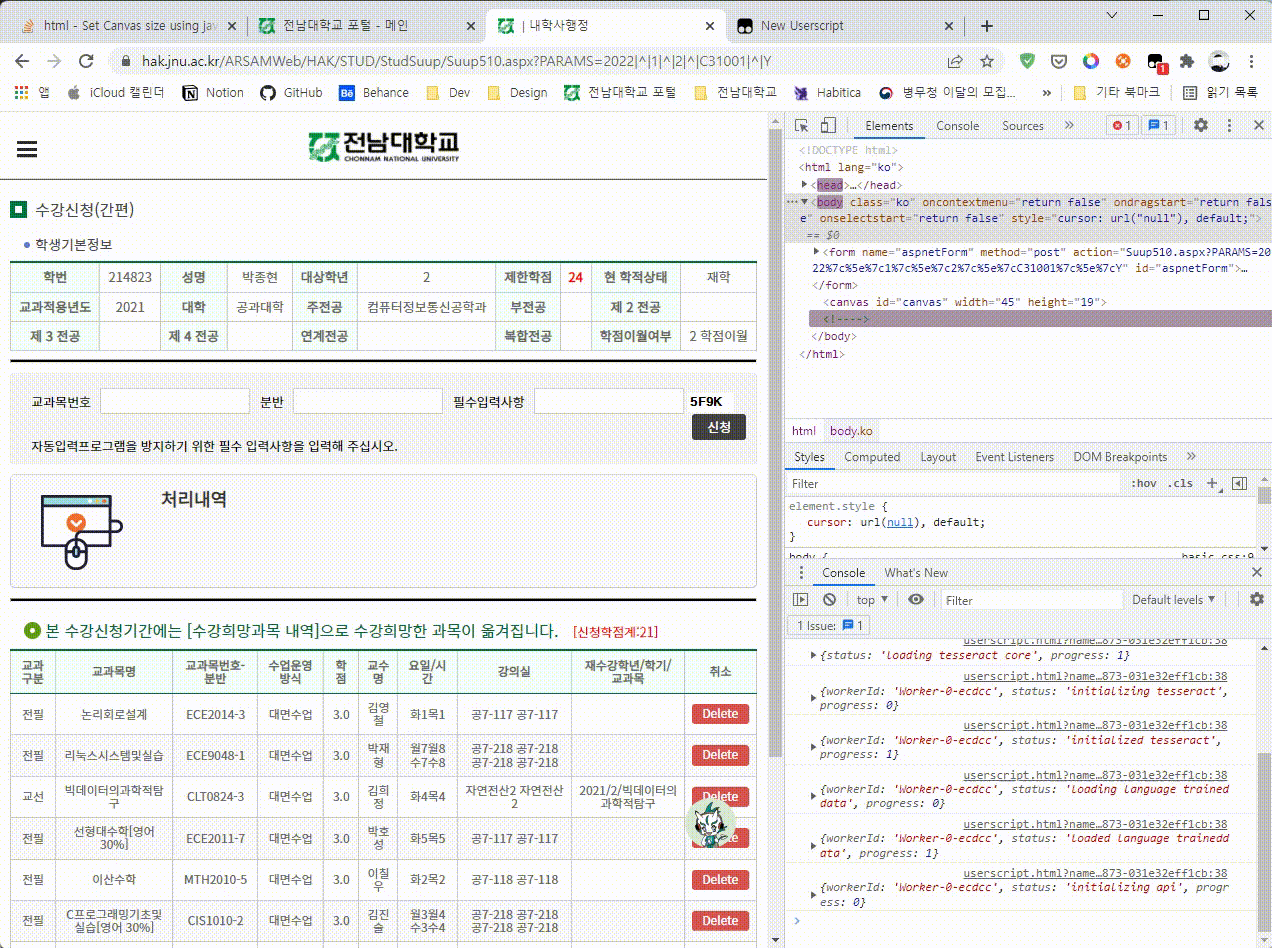 html - Set Canvas size using jav
전남대학교 포털 - 메인
| 내학사행정
New Userscript
hak.jnu.ac.kr/ARSAMWeb/HAK/STUD/StudSuup/Suup510.aspx?PARAMS=2022|^|1|^|2|^|C31001|^|Y
1
앱
iCloud 캘린더
Notion
GitHub
Behance
Dev
Design
전남대학교 포털
전남대학교
Habitica
병무청 이달의 모집...
»
기타 북마크
읽기 목록
전남대학교
CHONNAM NATIONAL UNIVERSITY
수강신청(간편)
학생기본정보
학번 214823 성명 박종현 대상학년 2 제한학점 24 현 학적상태 재학
교과적용년도 2021 대학 공과대학 주전공 컴퓨터정보통신공학과 부전공 제 2 전공
제 3 전공 제 4 전공 연계전공 복합전공 학점이월여부 2 학점이월
교과목번호 분반 필수입력사항 5F9K
신청
자동입력프로그램을 방지하기 위한 필수 입력사항을 입력해 주십시오.
처리내역
본 수강신청기간에는 [수강희망과목 내역]으로 수강희망한 과목이 옮겨집니다. [신청학점계:21]
교과
구분
교과목명
교과목번호-
분반
수업운영
방식
학
점
교수
명
요일/시
간
강의실
재수강학년/학기/
교과목
취소
전필 논리회로설계 ECE2014-3 대면수업 3.0 김영
철
화1목1 공7-117 공7-117 Delete
전필 리눅스시스템및실습 ECE9048-1 대면수업 3.0 박재
형
월7월8
수7수8
공7-218 공7-218
공7-218 공7-218
Delete
교선 빅데이터의과학적탐
구
CLT0824-3 대면수업 3.0 김희
정
화4목4 자연전산2 자연전산
2
2021/2/빅데이터의
과학적탐구
Delete
전필 선형대수학[영어
30%]
ECE2011-7 대면수업 3.0 박호
성
화5목5 공7-117 공7-117
전필 이산수학 MTH2010-5 대면수업 3.0 이칠
우
화2목2 공7-118 공7-118 Delete
전필 C프로그래밍기초및
실습[영어 30%]
CIS1010-2 대면수업 3.0 김진
술
월3월4
수3수4
공7-218 공7-218
공7-218 공7-218
Delete
Elements Console Sources » 1 1
<!DOCTYPE html>
<html lang="ko">
<head>…</head>
<body class="ko" oncontextmenu="return false" ondragstart="return fals
e" onselectstart="return false" style="cursor: url("null"), default;">
== $0
<form name="aspnetForm" method="post" action="Suup510.aspx?PARAMS=20
22%7c%5e%7c1%7c%5e%7c2%7c%5e%7cC31001%7c%5e%7cY" id="aspnetForm">…
</form>
<canvas id="canvas" width="45" height="19">
<!---->
</body>
</html>
html body.ko
Styles Computed Layout Event Listeners DOM Breakpoints »
Filter :hov .cls +
element.style {
cursor: url(null), default;
}
body { basic.css:9
Console What's New
top Filter Default levels
1 Issue: 1
userscript.html?name…873-031e32eff1cb:38
{status: 'loading tesseract core', progress: 1}
userscript.html?name…873-031e32eff1cb:38
{workerId: 'Worker-0-ecdcc', status: 'initializing tesseract',
progress: 0}
userscript.html?name…873-031e32eff1cb:38
{workerId: 'Worker-0-ecdcc', status: 'initialized tesseract',
progress: 1}
userscript.html?name…873-031e32eff1cb:38
{workerId: 'Worker-0-ecdcc', status: 'loading language trained
data', progress: 0}
userscript.html?name…873-031e32eff1cb:38
{workerId: 'Worker-0-ecdcc', status: 'loaded language trainedd
ata', progress: 1}
userscript.html?name…873-031e32eff1cb:38
{workerId: 'Worker-0-ecdcc', status: 'initializing api', progr
ess: 0}